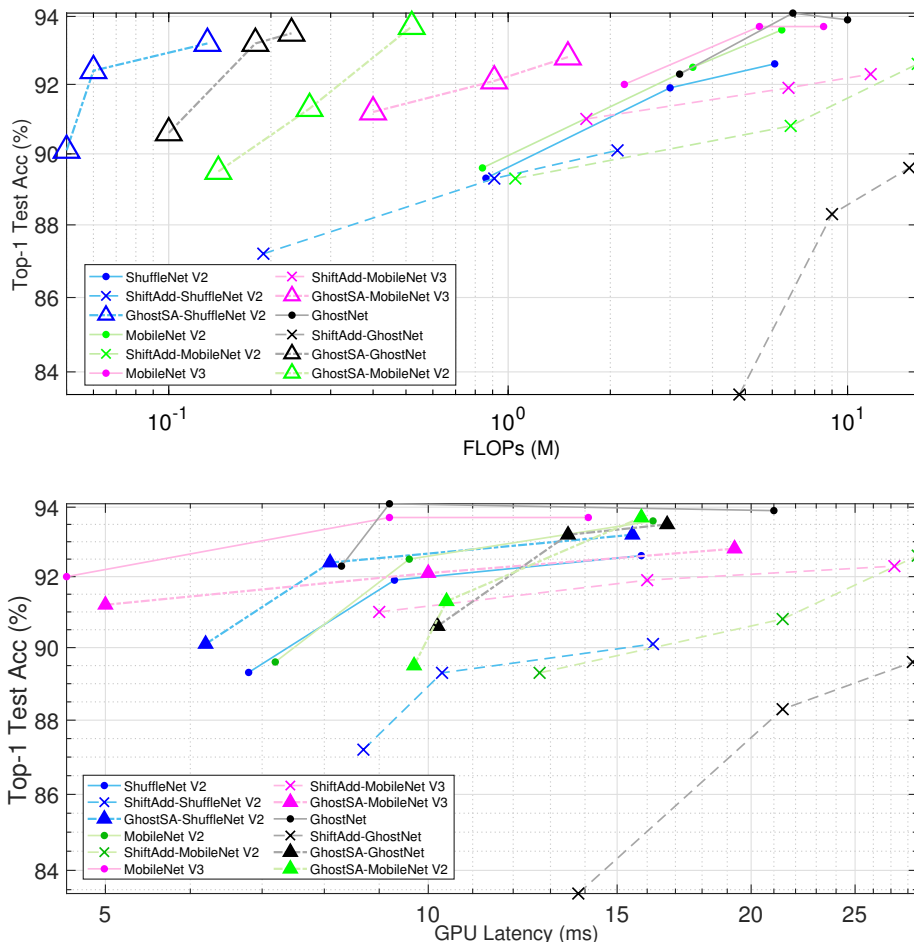 94
92
90
88
86
84
Top-1 Test Acc (%)
ShuffleNet V2
ShiftAdd-ShuffleNet V2
GhostSA-ShuffleNet V2
MobileNet V2
ShiftAdd-MobileNet V2
MobileNet V3
ShiftAdd-MobileNet V3
GhostSA-MobileNet V3
GhostNet
ShiftAdd-GhostNet
GhostSA-GhostNet
GhostSA-MobileNet V2
10⁻¹
10⁰
10¹
FLOPs (M)
94
92
90
88
86
84
Top-1 Test Acc (%)
ShuffleNet V2
ShiftAdd-ShuffleNet V2
GhostSA-ShuffleNet V2
MobileNet V2
ShiftAdd-MobileNet V2
MobileNet V3
ShiftAdd-MobileNet V3
GhostSA-MobileNet V3
GhostNet
ShiftAdd-GhostNet
GhostSA-GhostNet
GhostSA-MobileNet V2
5
10
15
20
25
GPU Latency (ms)